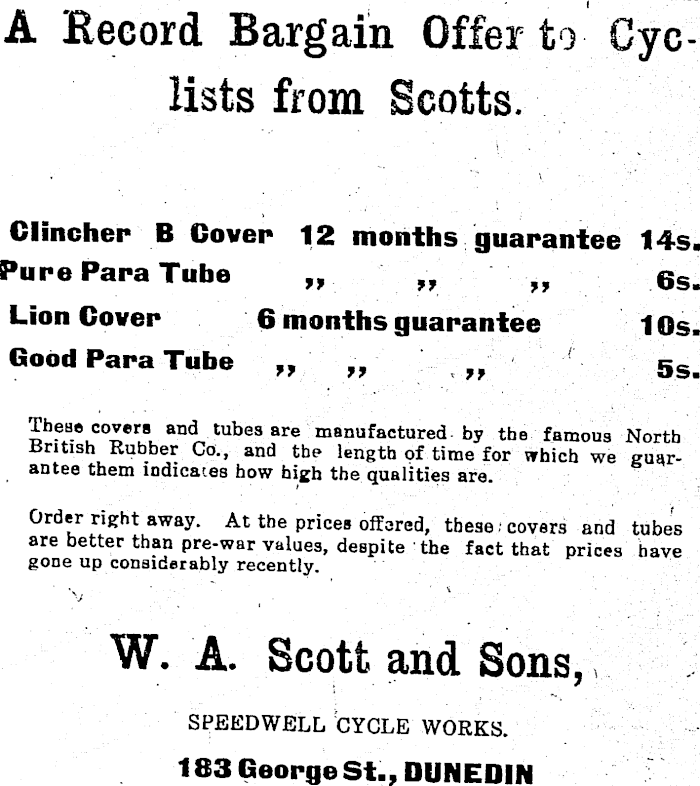 A Record Bargain Offer to Cyc-
lists from Scotts.
Clincher B Cover 12 months guarantee 14s.
Pure Para Tube ,, ,, ,, 6s.
Lion Cover 6 months guarantee 10s.
Good Para Tube ,, ,, ,, 5s.
These covers and tubes are manufactured by the famous North
British Rubber Co., and the length of time for which we guar-
antee them indicates how high the qualities are.
Order right away. At the prices offered, these covers and tubes
are better than pre-war values, despite the fact that prices have
gone up considerably recently.
W. A. Scott and Sons,
SPEEDWELL CYCLE WORKS.
183 George St., DUNEDIN